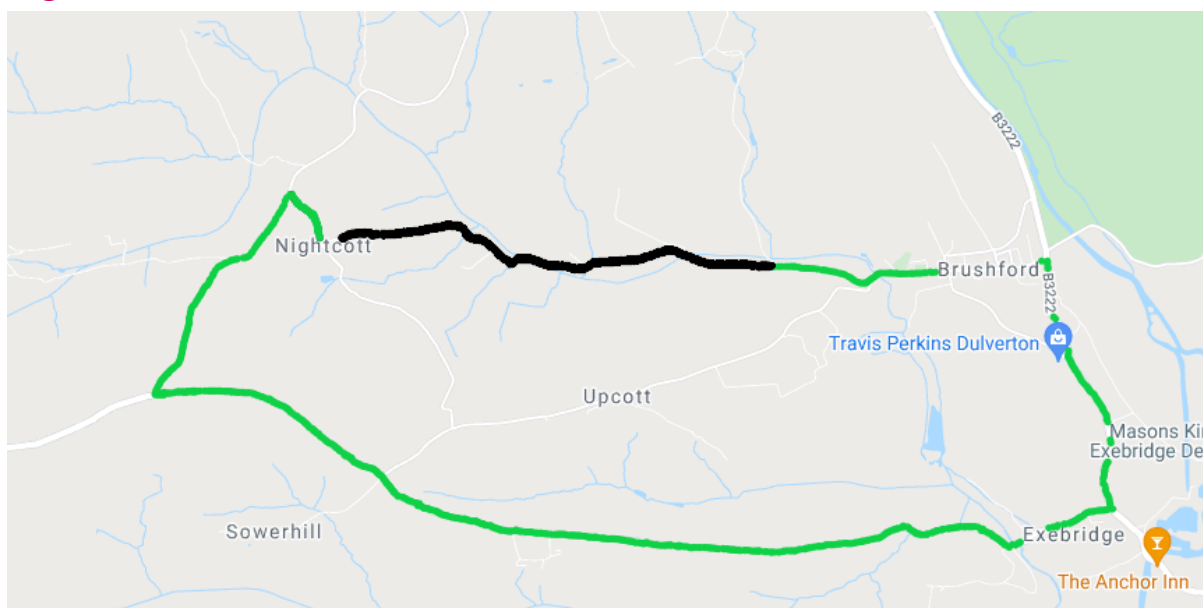 B3222
Nightcott
Brushford
B3222
Travis Perkins Dulverton
Upcott
Masons Ki
Exebridge De
Sowerhill
Exebridge
The Anchor Inn